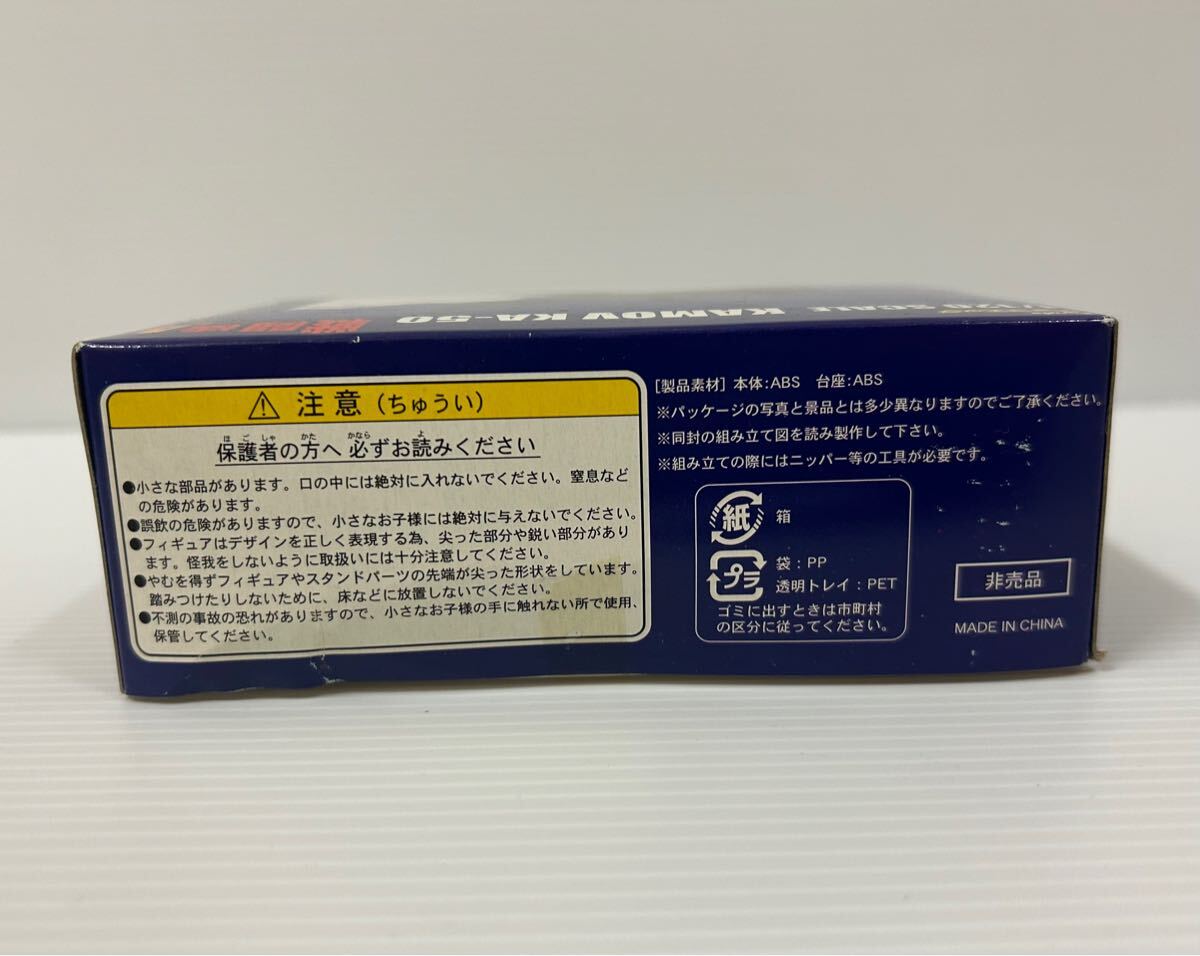 SCALE KAMOV KA-50
⚠ 注意(ちゅうい)
保護者の方へ 必ずお読みください
ほごしゃ かた かなら よ
●小さな部品があります。口の中には絶対に入れないでください。窒息など
の危険があります。
●誤飲の危険がありますので、小さなお子様には絶対に与えないでください。
●フィギュアはデザインを正しく表現する為、尖った部分や鋭い部分があり
ます。怪我をしないように取扱いには十分注意してください。
●やむを得ずフィギュアやスタンドパーツの先端が尖った形状をしています。
踏みつけたりしないために、床などに放置しないでください。
●不測の事故の恐れがありますので、小さなお子様の手に触れない所で使用、
保管してください。
[製品素材] 本体:ABS 台座:ABS
※パッケージの写真と景品とは多少異なりますのでご了承ください。
※同封の組み立て図を読み製作して下さい。
※組み立ての際にはニッパー等の工具が必要です。
紙 箱
プラ 袋:PP
透明トレイ:PET
ゴミに出すときは市町村
の区分に従ってください。
非売品
MADE IN CHINA